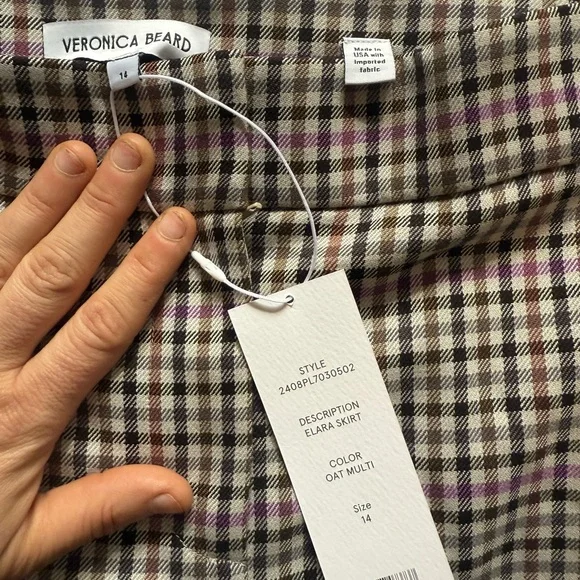 VERONICA BEARD
14
Made in
USA with
imported
fabric
STYLE
2408PL7030502
DESCRIPTION
ELARA SKIRT
COLOR
OAT MULTI
Size
14